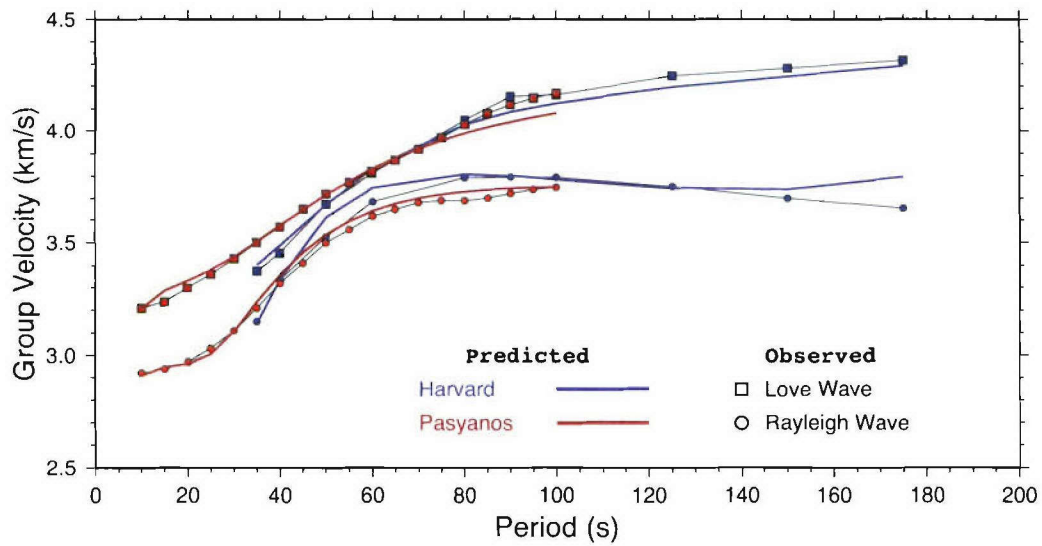 4.5
4.0
3.5
3.0
2.5
Group Velocity (km/s)
Predicted Observed
Harvard Love Wave
Pasyanos Rayleigh Wave
0 20 40 60 80 100 120 140 160 180 200
Period (s)